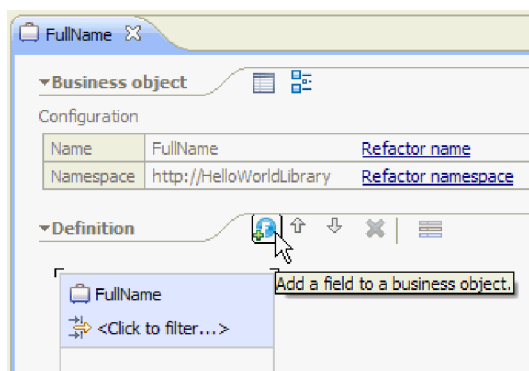 FullName
Business object
Configuration
Name FullName Refactor name
Namespace http://HelloWorldLibrary Refactor namespace
Definition
Add a field to a business object.
FullName
<Click to filter...>